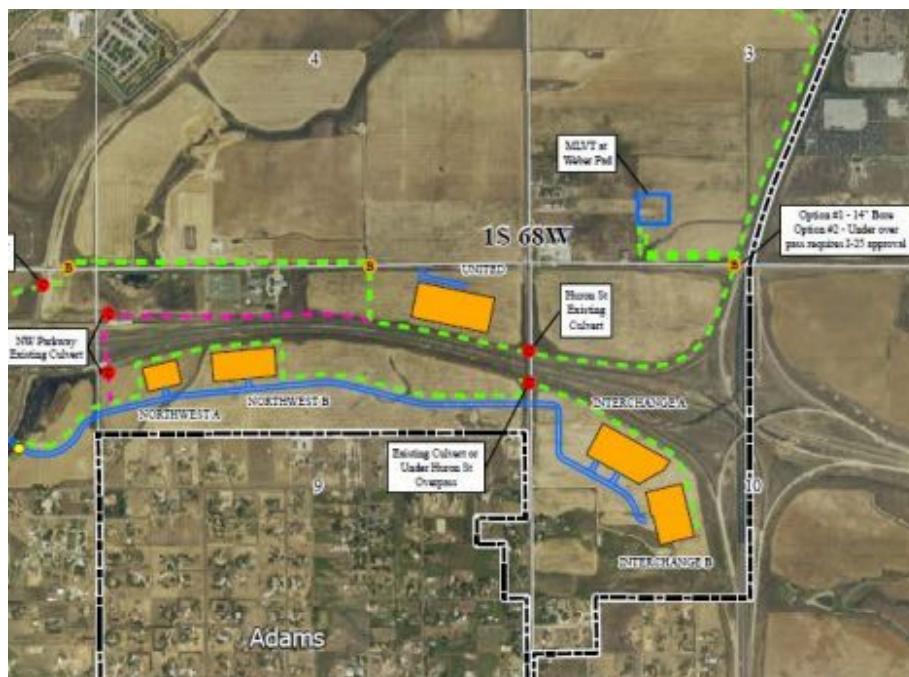 4
3
MLVT at
Weber Pad
1S 68W
Option #1 - 14" Bore
Option #2 - Under over
pass requires I-25 approval
B
B
B
UNITED
Huron St
Existing
Culvert
NW Parkway
Existing Culvert
NORTHWEST A
NORTHWEST B
INTERCHANGE A
Existing Culvert or
Under Huron St
Overpass
9
10
INTERCHANGE B
Adams